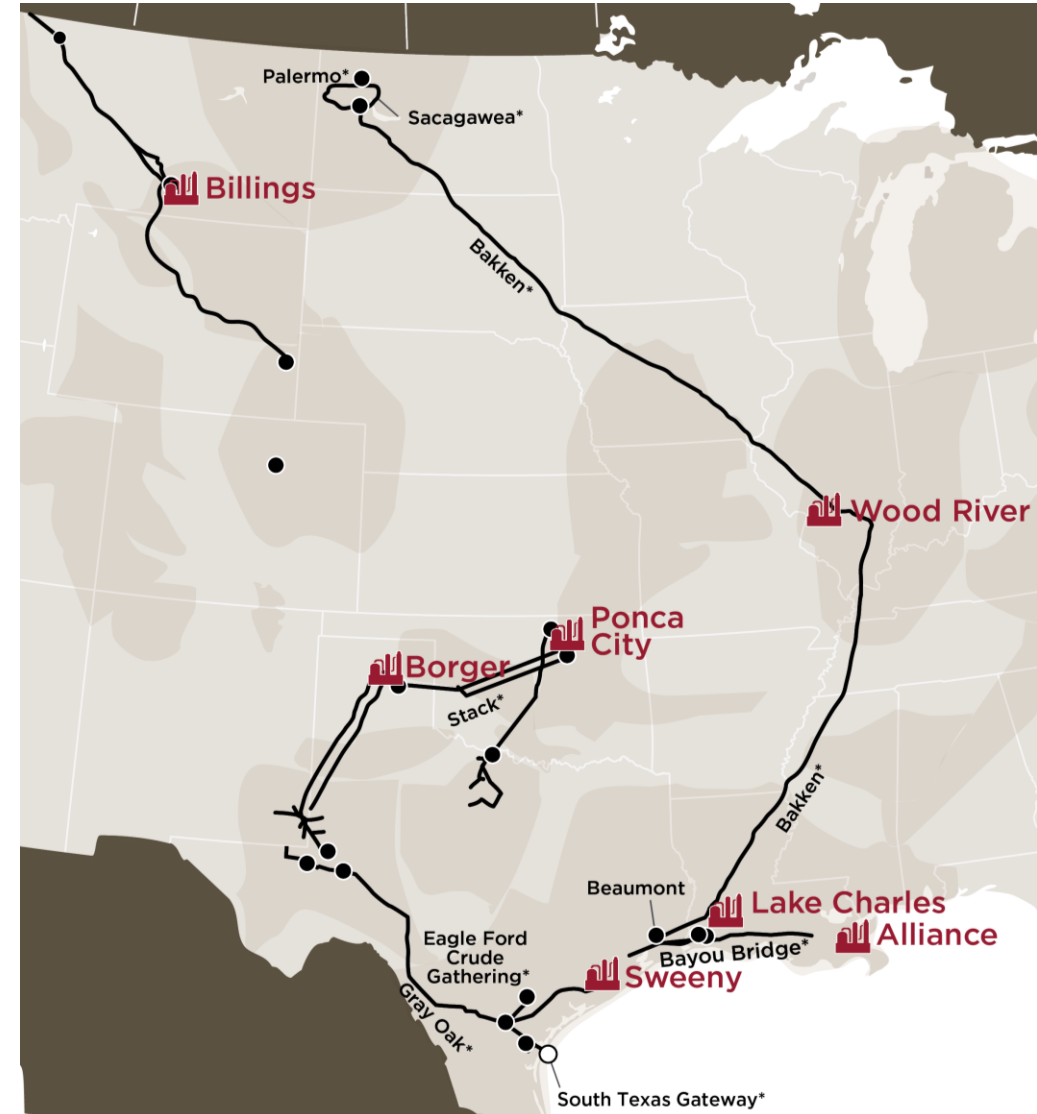 Palermo*
Sacagawea*
Billings
Bakken*
Wood River
Ponca
City
Borger
Stack*
Bakken*
Beaumont
Lake Charles
Alliance
Bayou Bridge*
Eagle Ford
Crude
Gathering*
Sweeny
Gray Oak*
South Texas Gateway*